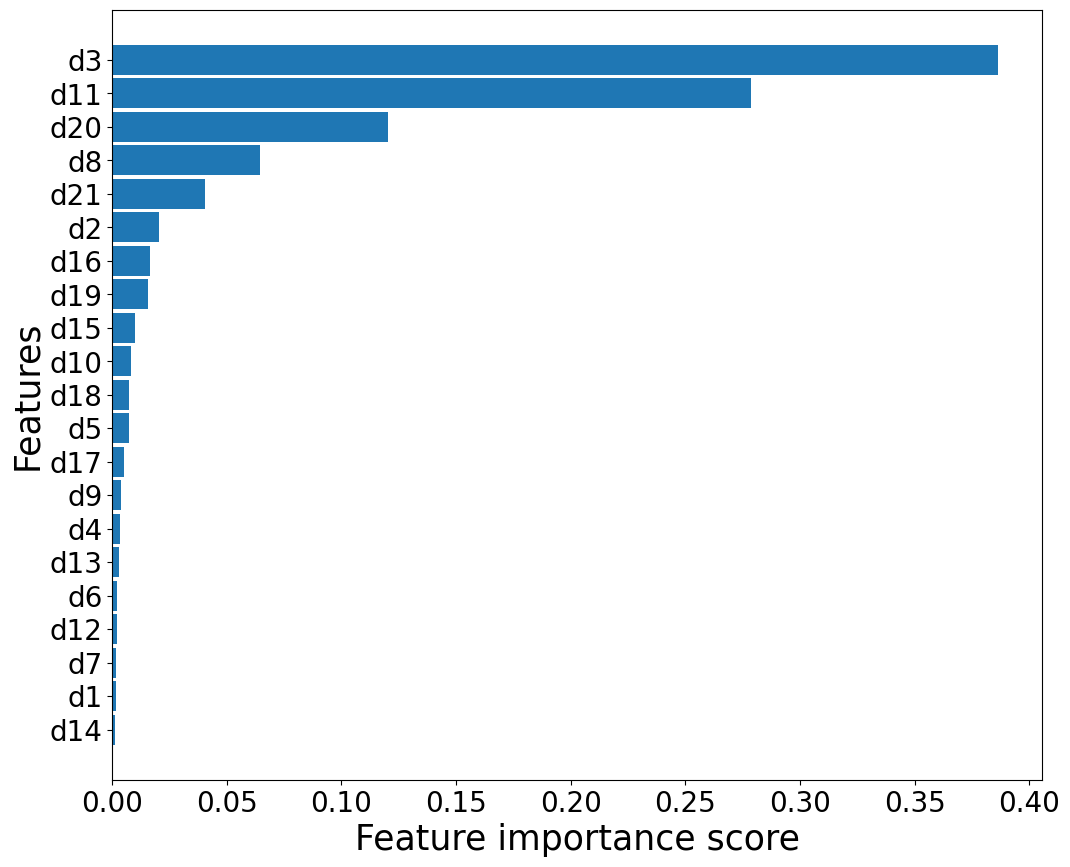 d3
d11
d20
d8
d21
d2
d16
d19
d15
d10
d18
d5
d17
d9
d4
d13
d6
d12
d7
d1
d14
Features
0.00 0.05 0.10 0.15 0.20 0.25 0.30 0.35 0.40
Feature importance score